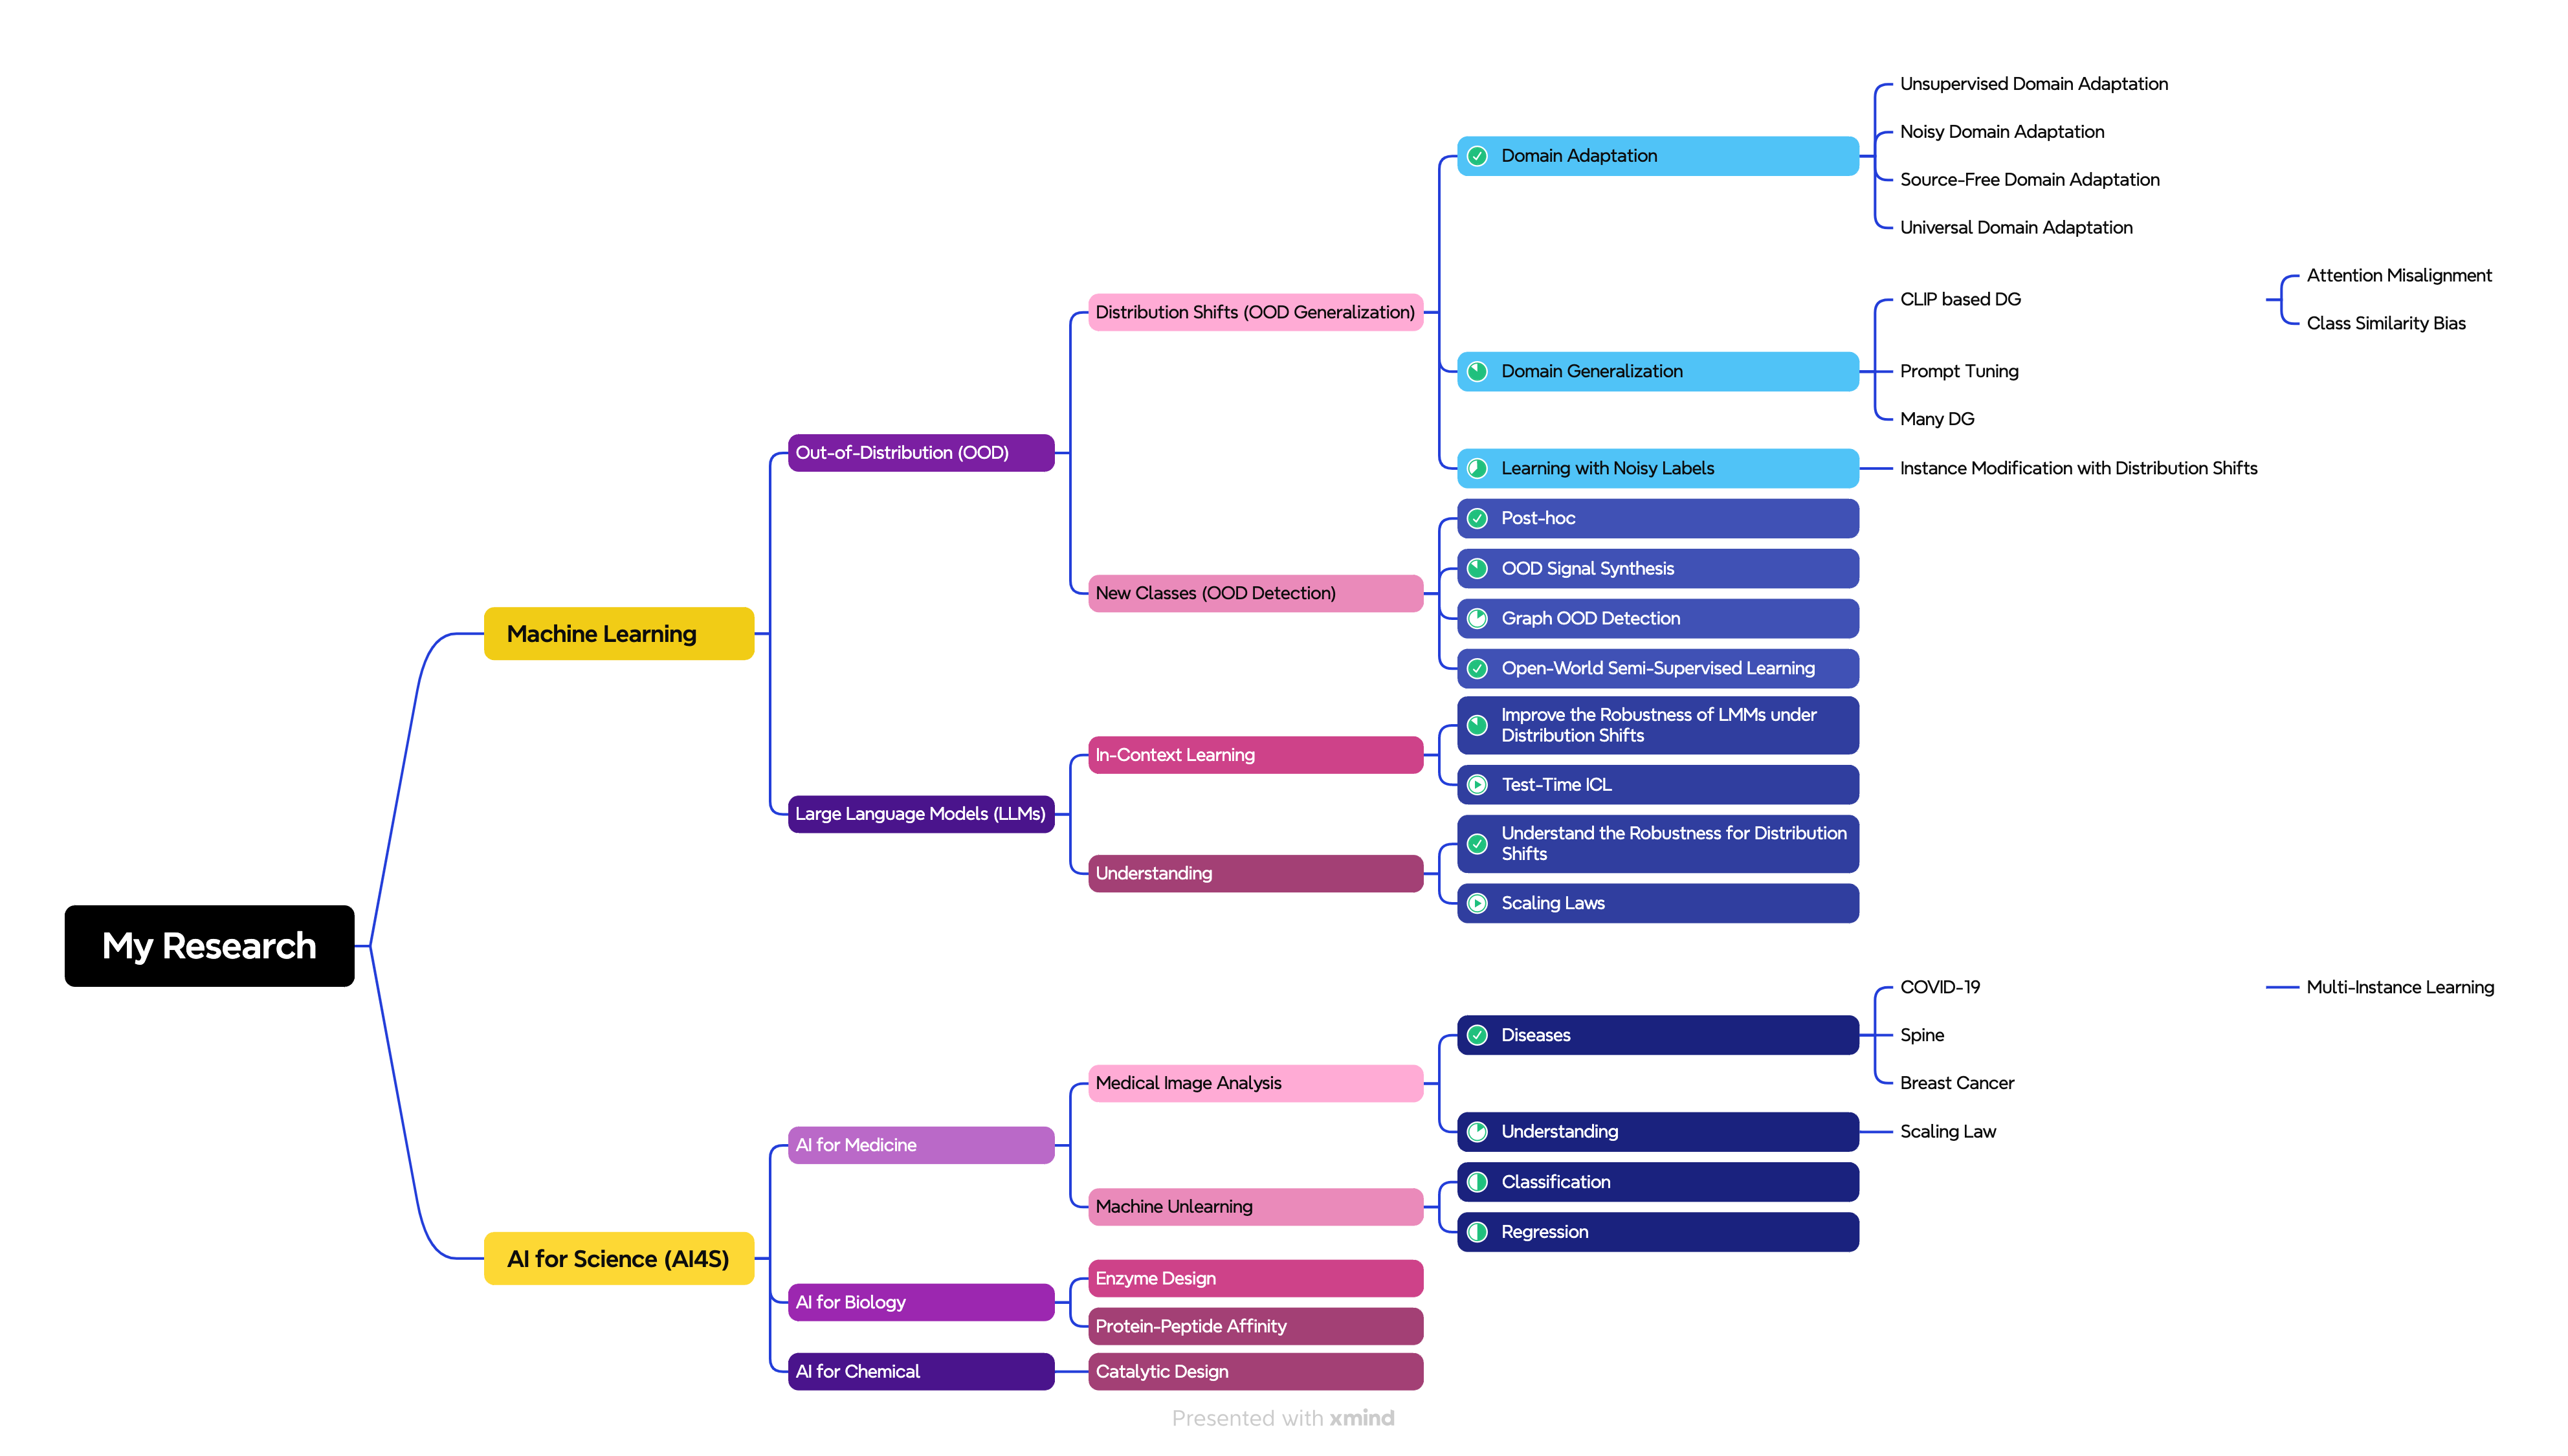 My Research
Machine Learning
Out-of-Distribution (OOD)
Distribution Shifts (OOD Generalization)
Domain Adaptation
Unsupervised Domain Adaptation
Noisy Domain Adaptation
Source-Free Domain Adaptation
Universal Domain Adaptation
Domain Generalization
CLIP based DG
Attention Misalignment
Class Similarity Bias
Prompt Tuning
Many DG
Learning with Noisy Labels
Instance Modification with Distribution Shifts
New Classes (OOD Detection)
Post-hoc
OOD Signal Synthesis
Graph OOD Detection
Open-World Semi-Supervised Learning
Large Language Models (LLMs)
In-Context Learning
Improve the Robustness of LMMs under
Distribution Shifts
Test-Time ICL
Understanding
Understand the Robustness for Distribution
Shifts
Scaling Laws
AI for Science (AI4S)
AI for Medicine
Medical Image Analysis
Diseases
COVID-19
Multi-Instance Learning
Spine
Breast Cancer
Understanding
Scaling Law
Machine Unlearning
Classification
Regression
AI for Biology
Enzyme Design
Protein-Peptide Affinity
AI for Chemical
Catalytic Design
Presented with xmind